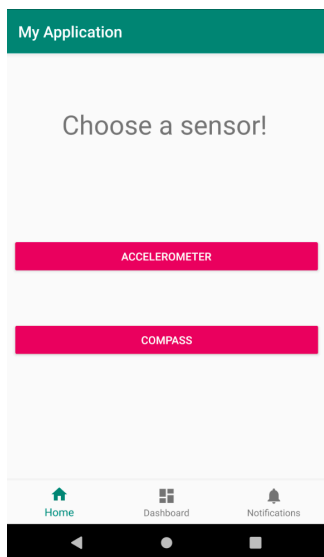 My Application
Choose a sensor!
ACCELEROMETER
COMPASS
Home
Dashboard
Notifications